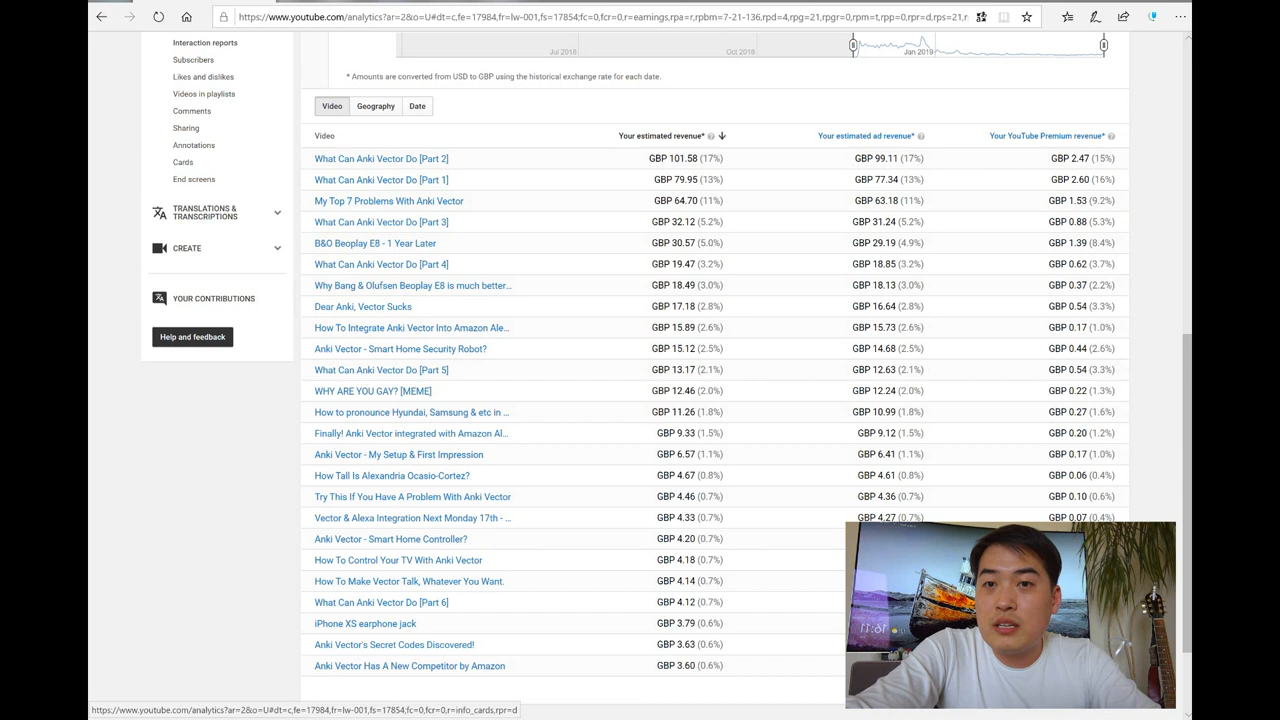 https://www.youtube.com/analytics?ar=2&o=U#dt=c,fe=17984,fr=lw-001,fs=17854;fc=0,fcr=0,r=earnings,rpa=r,rpbm=7-21-136,rpd=4,rpg=21,rpgr=0,rpm=t,rpp=0,rpr=d,rps=21,r
Interaction reports
Subscribers
Likes and dislikes
Videos in playlists
Comments
Sharing
Annotations
Cards
End screens
TRANSLATIONS &
TRANSCRIPTIONS
CREATE
YOUR CONTRIBUTIONS
Help and feedback
Jul 2018 Oct 2018 Jan 2019
* Amounts are converted from USD to GBP using the historical exchange rate for each date.
Video Geography Date
Video Your estimated revenue* Your estimated ad revenue* Your YouTube Premium revenue*
What Can Anki Vector Do [Part 2] GBP 101.58 (17%) GBP 99.11 (17%) GBP 2.47 (15%)
What Can Anki Vector Do [Part 1] GBP 79.95 (13%) GBP 77.34 (13%) GBP 2.60 (16%)
My Top 7 Problems With Anki Vector GBP 64.70 (11%) GBP 63.18 (11%) GBP 1.53 (9.2%)
What Can Anki Vector Do [Part 3] GBP 32.12 (5.2%) GBP 31.24 (5.2%) GBP 0.88 (5.3%)
B&O Beoplay E8 - 1 Year Later GBP 30.57 (5.0%) GBP 29.19 (4.9%) GBP 1.39 (8.4%)
What Can Anki Vector Do [Part 4] GBP 19.47 (3.2%) GBP 18.85 (3.2%) GBP 0.62 (3.7%)
Why Bang & Olufsen Beoplay E8 is much better... GBP 18.49 (3.0%) GBP 18.13 (3.0%) GBP 0.37 (2.2%)
Dear Anki, Vector Sucks GBP 17.18 (2.8%) GBP 16.64 (2.8%) GBP 0.54 (3.3%)
How To Integrate Anki Vector Into Amazon Ale... GBP 15.89 (2.6%) GBP 15.73 (2.6%) GBP 0.17 (1.0%)
Anki Vector - Smart Home Security Robot? GBP 15.12 (2.5%) GBP 14.68 (2.5%) GBP 0.44 (2.6%)
What Can Anki Vector Do [Part 5] GBP 13.17 (2.1%) GBP 12.63 (2.1%) GBP 0.54 (3.3%)
WHY ARE YOU GAY? [MEME] GBP 12.46 (2.0%) GBP 12.24 (2.0%) GBP 0.22 (1.3%)
How to pronounce Hyundai, Samsung & etc in ... GBP 11.26 (1.8%) GBP 10.99 (1.8%) GBP 0.27 (1.6%)
Finally! Anki Vector integrated with Amazon Al... GBP 9.33 (1.5%) GBP 9.12 (1.5%) GBP 0.20 (1.2%)
Anki Vector - My Setup & First Impression GBP 6.57 (1.1%) GBP 6.41 (1.1%) GBP 0.17 (1.0%)
How Tall Is Alexandria Ocasio-Cortez? GBP 4.67 (0.8%) GBP 4.61 (0.8%) GBP 0.06 (0.4%)
Try This If You Have A Problem With Anki Vector GBP 4.46 (0.7%) GBP 4.36 (0.7%) GBP 0.10 (0.6%)
Vector & Alexa Integration Next Monday 17th - ... GBP 4.33 (0.7%) GBP 4.27 (0.7%) GBP 0.07 (0.4%)
Anki Vector - Smart Home Controller? GBP 4.20 (0.7%)
How To Control Your TV With Anki Vector GBP 4.18 (0.7%)
How To Make Vector Talk, Whatever You Want. GBP 4.14 (0.7%)
What Can Anki Vector Do [Part 6] GBP 4.12 (0.7%)
iPhone XS earphone jack GBP 3.79 (0.6%)
Anki Vector's Secret Codes Discovered! GBP 3.63 (0.6%)
Anki Vector Has A New Competitor by Amazon GBP 3.60 (0.6%)
16:11
https://www.youtube.com/analytics?ar=2&o=U#dt=c,fe=17984,fr=lw-001,fs=17854;fc=0,fcr=0,r=info_cards,rpr=d